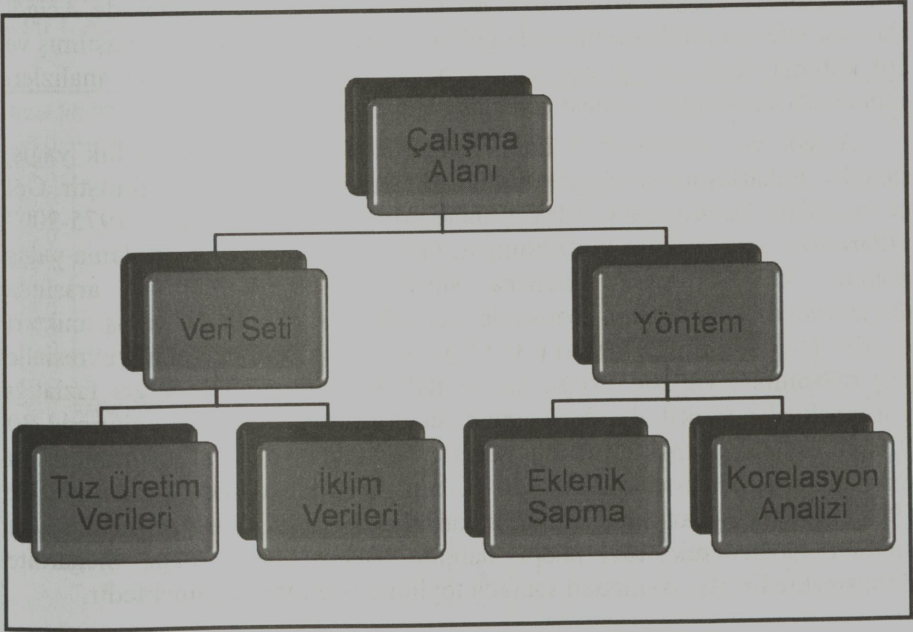 Çalışma
Alanı
Veri Seti
Yöntem
Tuz Üretim
Verileri
İklim
Verileri
Eklenik
Sapma
Korelasyon
Analizi